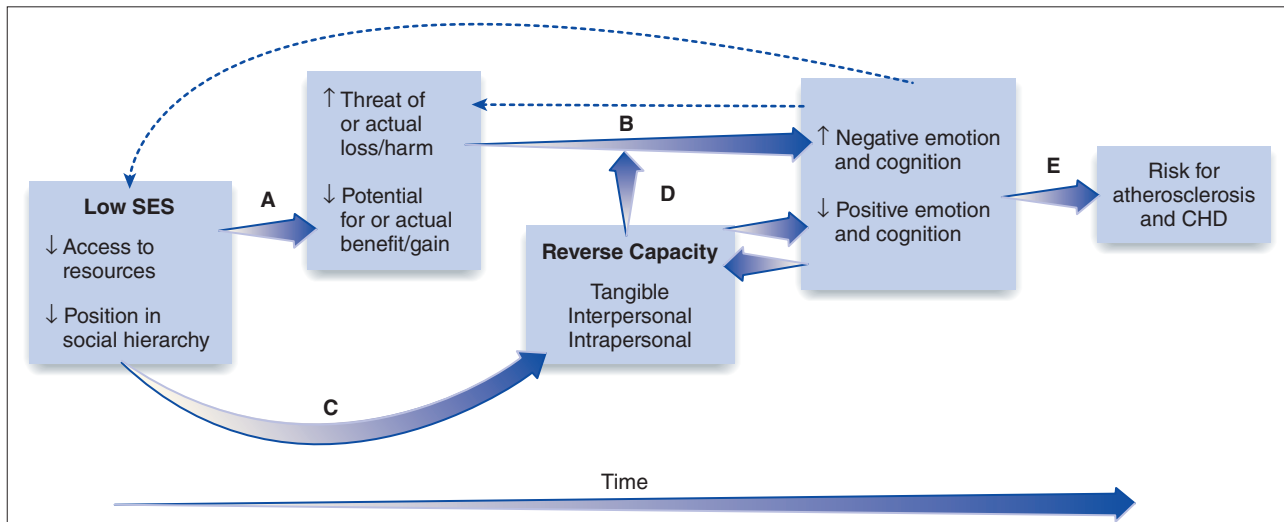 Low SES
↓ Access to
resources
↓ Position in
social hierarchy
A
↑ Threat of
or actual
loss/harm
↓ Potential
for or actual
benefit/gain
B
C
D
Reverse Capacity
Tangible
Interpersonal
Intrapersonal
↑ Negative emotion
and cognition
↓ Positive emotion
and cognition
E
Risk for
atherosclerosis
and CHD
Time